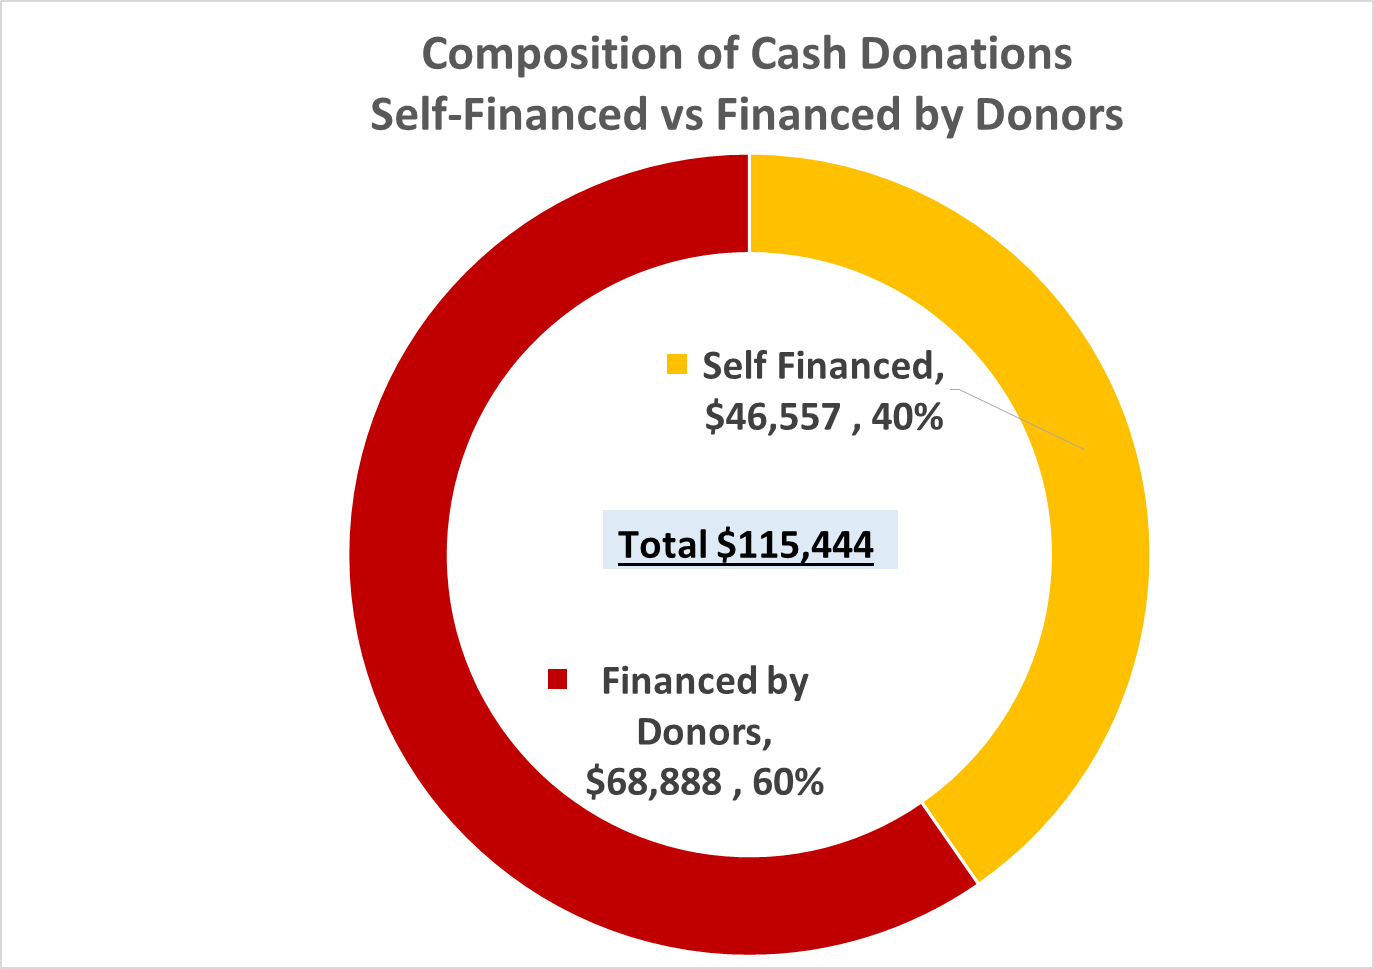 Composition of Cash Donations
Self-Financed vs Financed by Donors
Self Financed,
$46,557 , 40%
Total $115,444
Financed by
Donors,
$68,888 , 60%